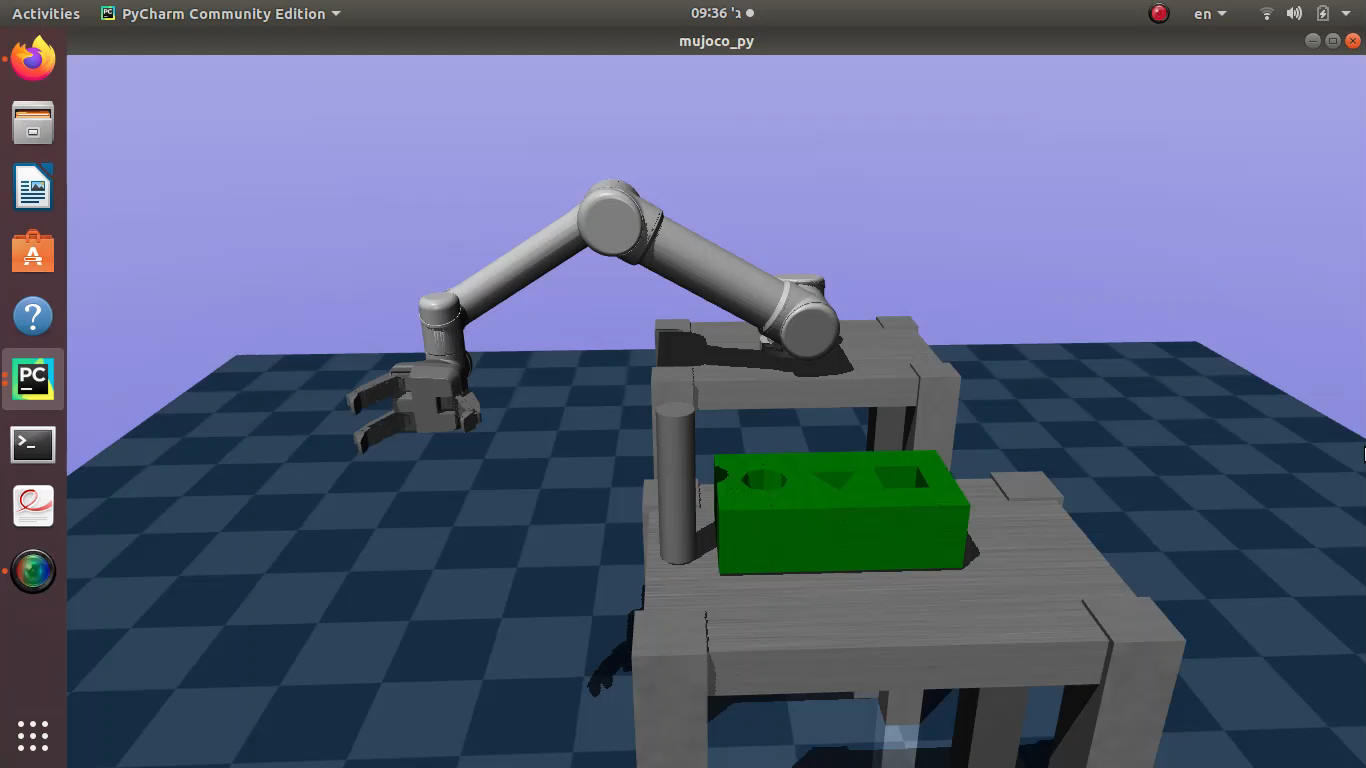 Activities
PyCharm Community Edition
09:36 ג'
en
mujoco_py
PC